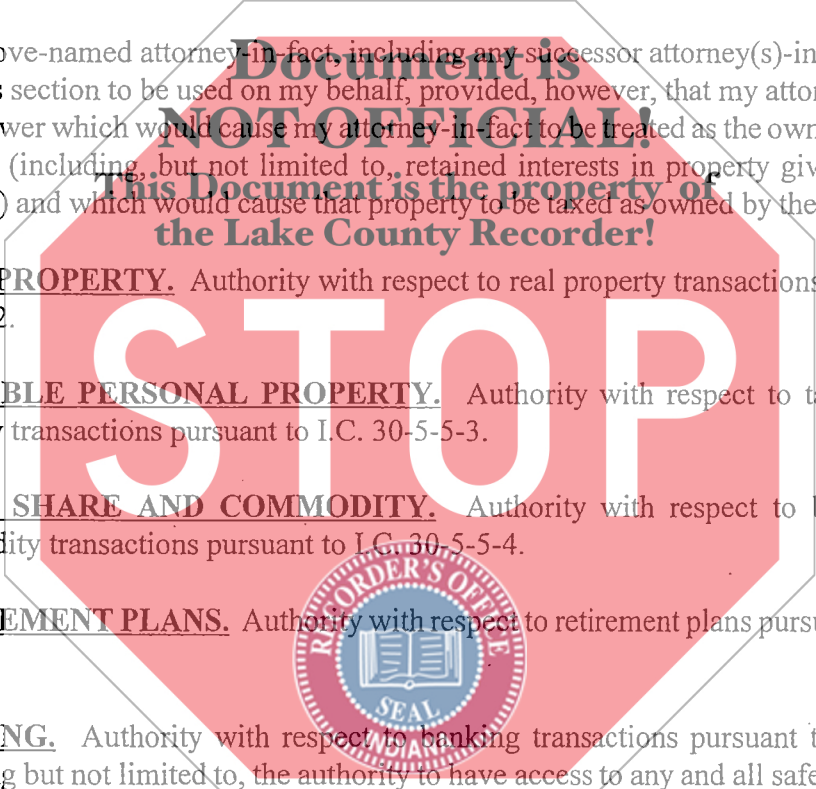 ove-named attorney-in-fact, including any successor attorney(s)-in
Document is
s section to be used on my behalf, provided, however, that my attor
NOT OFFICIAL!
wer which would cause my attorney-in-fact to be treated as the own
(including, but not limited to, retained interests in property giv
This Document is the property of
) and which would cause that property to be taxed as owned by the
the Lake County Recorder!
PROPERTY. Authority with respect to real property transactions
2.
STOP
BLE PERSONAL PROPERTY. Authority with respect to ta
y transactions pursuant to I.C. 30-5-5-3.
SHARE AND COMMODITY. Authority with respect to b
dity transactions pursuant to I.C. 30-5-5-4.
RECORDER'S OFFICE
EMENT PLANS. Authority with respect to retirement plans pursu
SEAL
INDIANA
NG. Authority with respect to banking transactions pursuant t
g but not limited to, the authority to have access to any and all safe